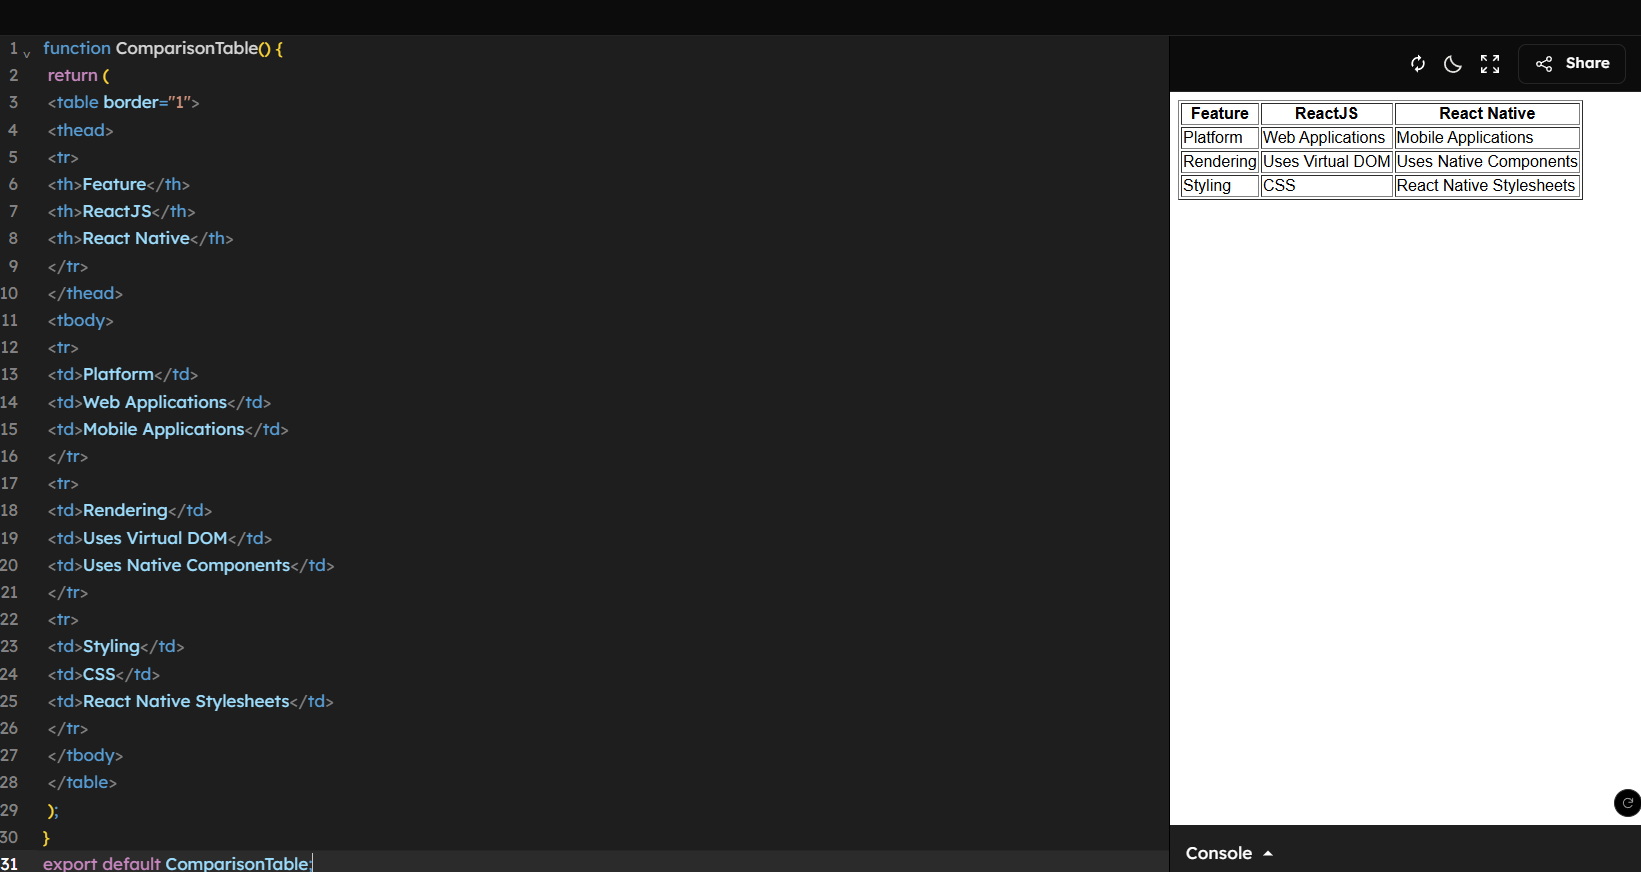 1 function ComparisonTable() {
2 return (
3 <table border="1">
4 <thead>
5 <tr>
6 <th>Feature</th>
7 <th>ReactJS</th>
8 <th>React Native</th>
9 </tr>
10 </thead>
11 <tbody>
12 <tr>
13 <td>Platform</td>
14 <td>Web Applications</td>
15 <td>Mobile Applications</td>
16 </tr>
17 <tr>
18 <td>Rendering</td>
19 <td>Uses Virtual DOM</td>
20 <td>Uses Native Components</td>
21 </tr>
22 <tr>
23 <td>Styling</td>
24 <td>CSS</td>
25 <td>React Native Stylesheets</td>
26 </tr>
27 </tbody>
28 </table>
29 );
30 }
31 export default ComparisonTable;
Share
Feature ReactJS React Native
Platform Web Applications Mobile Applications
Rendering Uses Virtual DOM Uses Native Components
Styling CSS React Native Stylesheets
Console